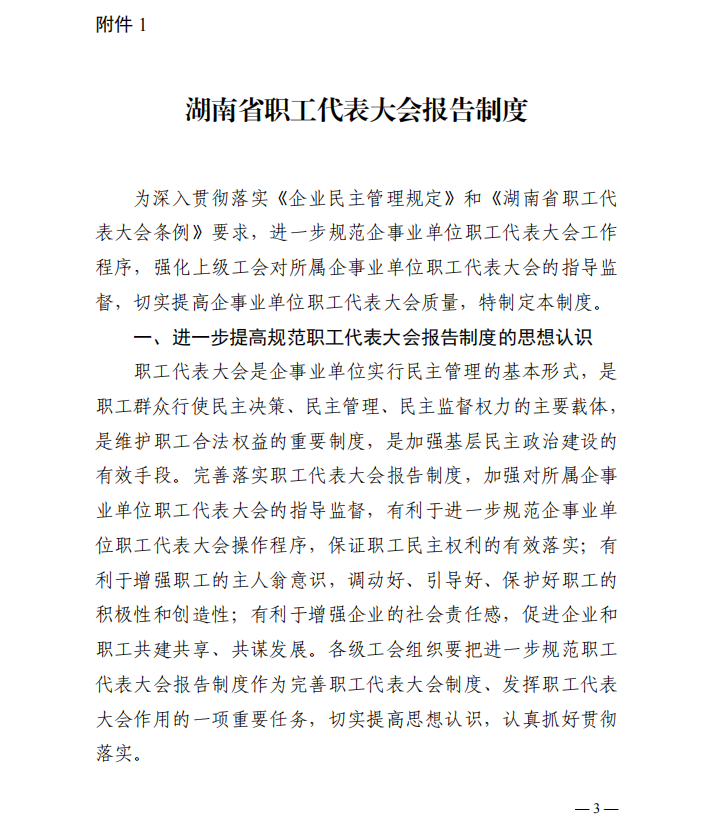 附件 1
湖南省职工代表大会报告制度
为深入贯彻落实《企业民主管理规定》和《湖南省职工代
表大会条例》要求，进一步规范企事业单位职工代表大会工作
程序，强化上级工会对所属企事业单位职工代表大会的指导监
督，切实提高企事业单位职工代表大会质量，特制定本制度。
一、进一步提高规范职工代表大会报告制度的思想认识
职工代表大会是企事业单位实行民主管理的基本形式，是
职工群众行使民主决策、民主管理、民主监督权力的主要载体，
是维护职工合法权益的重要制度，是加强基层民主政治建设的
有效手段。完善落实职工代表大会报告制度，加强对所属企事
业单位职工代表大会的指导监督，有利于进一步规范企事业单
位职工代表大会操作程序，保证职工民主权利的有效落实；有
利于增强职工的主人翁意识，调动好、引导好、保护好职工的
积极性和创造性；有利于增强企业的社会责任感，促进企业和
职工共建共享、共谋发展。各级工会组织要把进一步规范职工
代表大会报告制度作为完善职工代表大会制度、发挥职工代表
大会作用的一项重要任务，切实提高思想认识，认真抓好贯彻
落实。
— 3 —